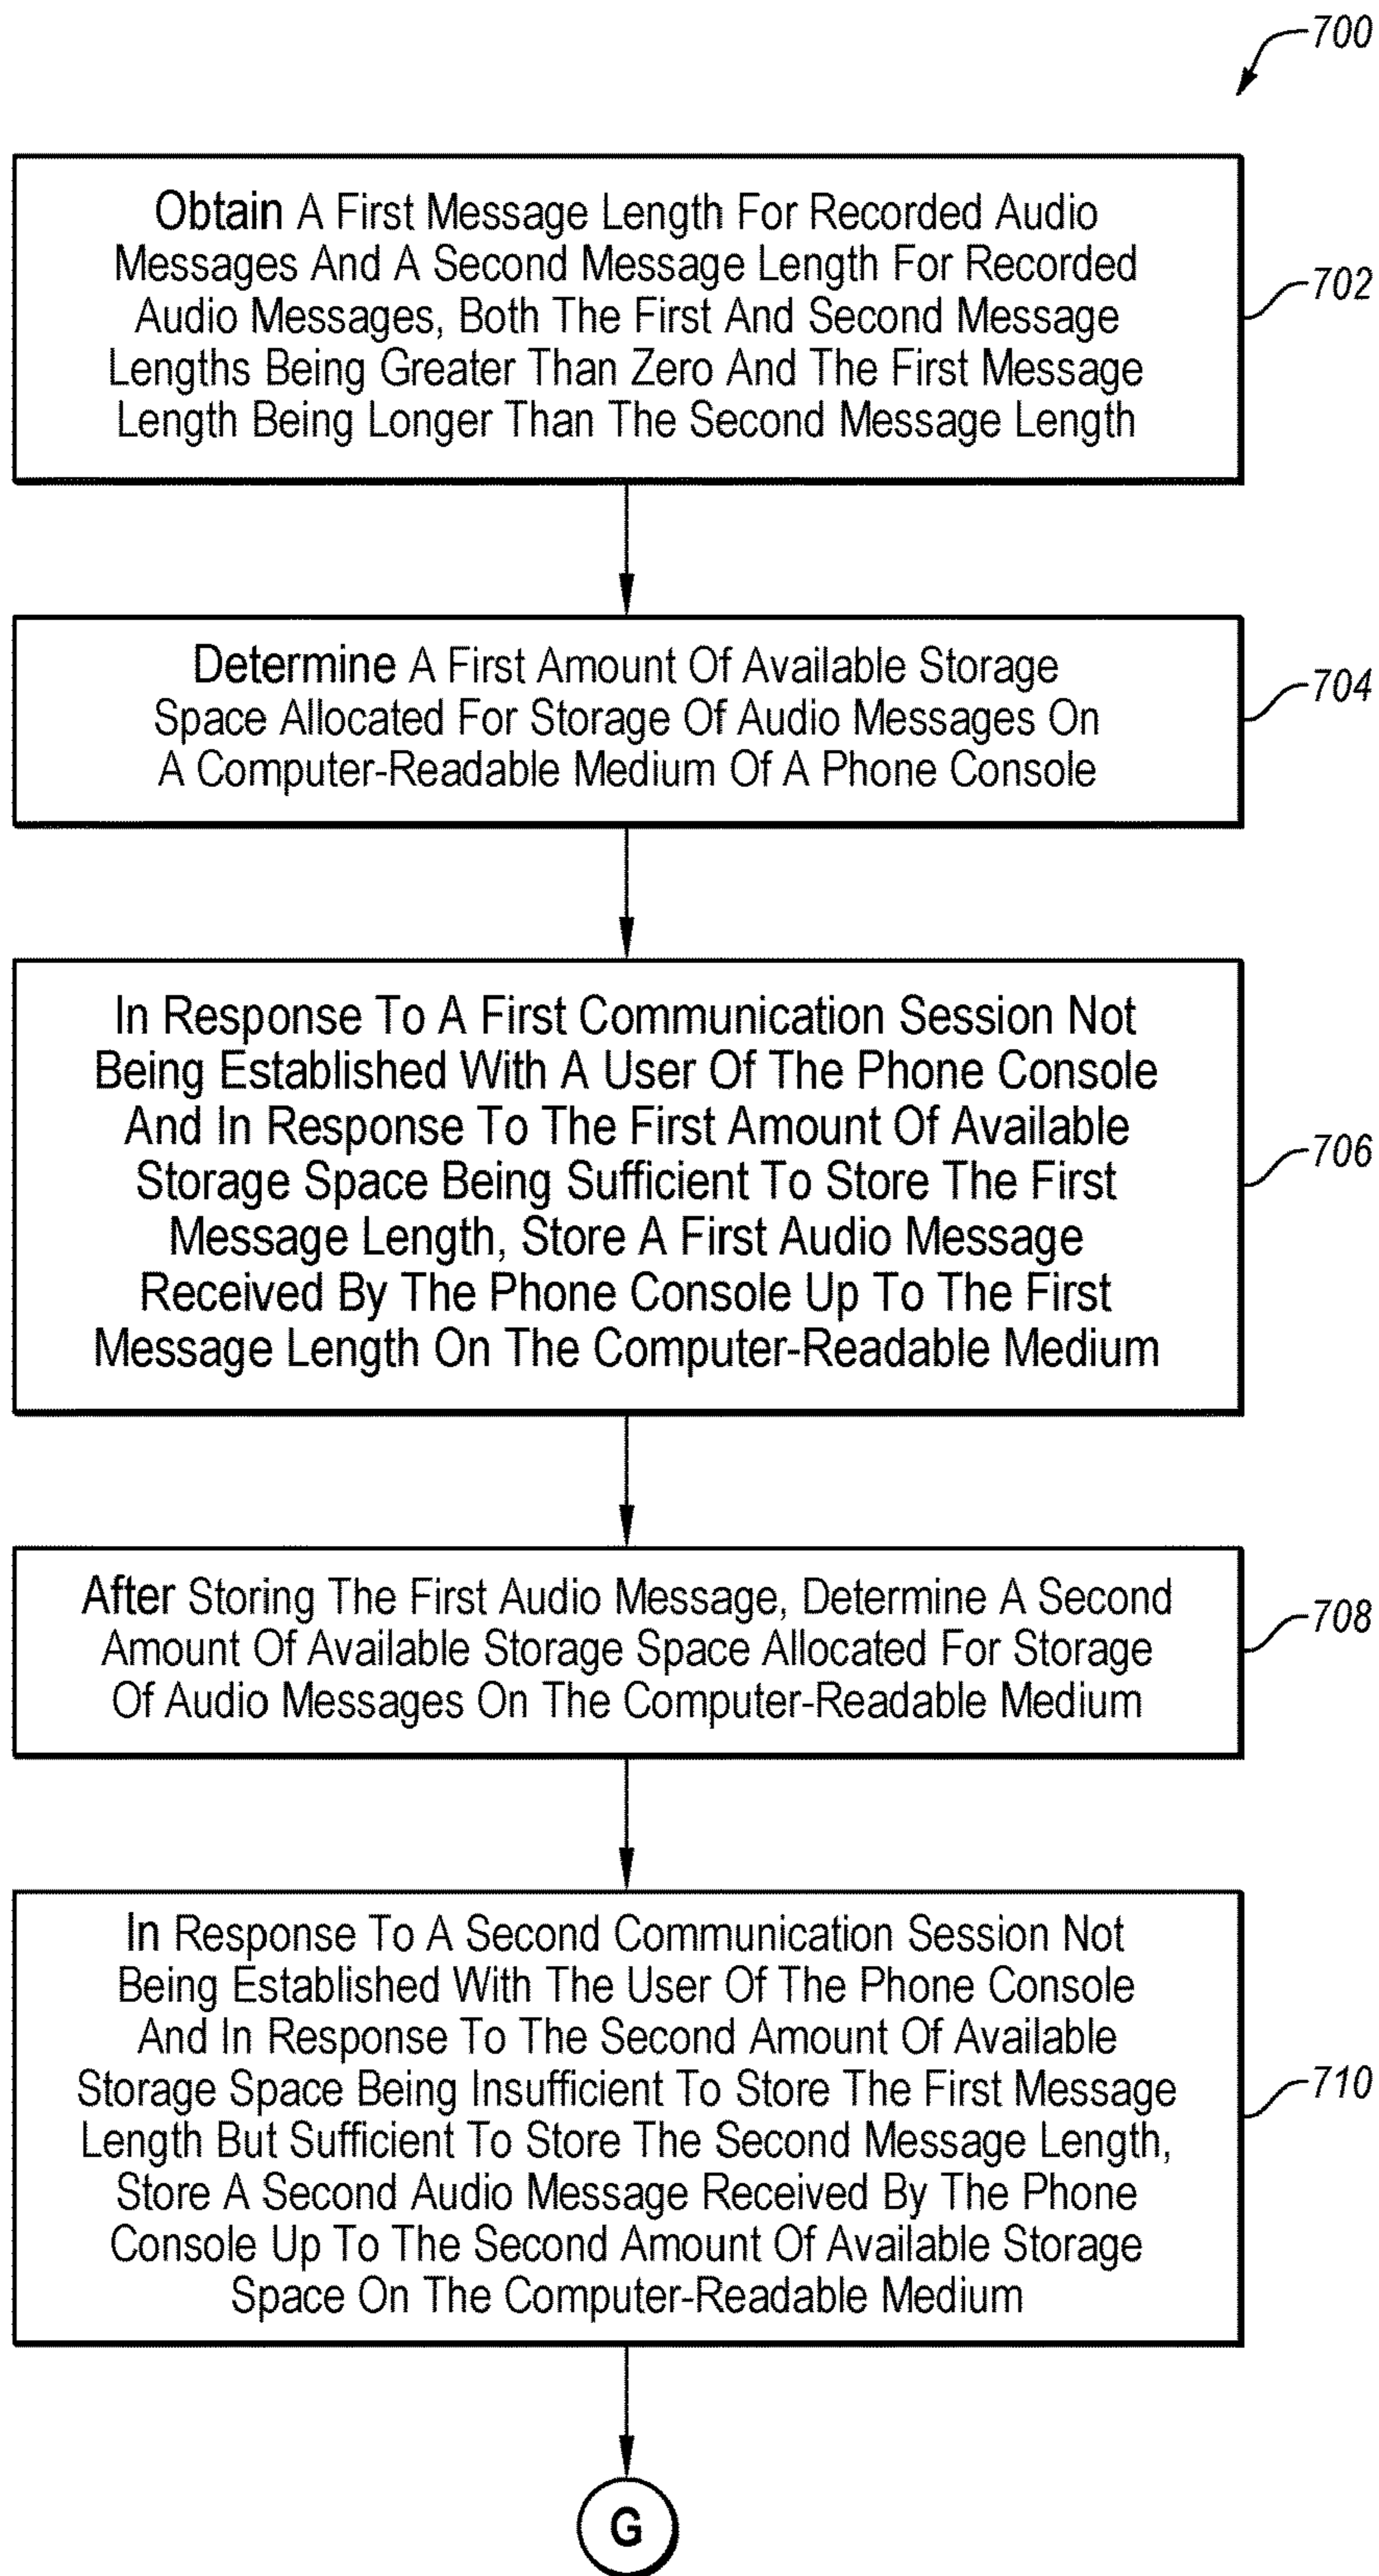 700
Obtain A First Message Length For Recorded Audio
Messages And A Second Message Length For Recorded
Audio Messages, Both The First And Second Message
Lengths Being Greater Than Zero And The First Message
Length Being Longer Than The Second Message Length
702
Determine A First Amount Of Available Storage
Space Allocated For Storage Of Audio Messages On
A Computer-Readable Medium Of A Phone Console
704
In Response To A First Communication Session Not
Being Established With A User Of The Phone Console
And In Response To The First Amount Of Available
Storage Space Being Sufficient To Store The First
Message Length, Store A First Audio Message
Received By The Phone Console Up To The First
Message Length On The Computer-Readable Medium
706
After Storing The First Audio Message, Determine A Second
Amount Of Available Storage Space Allocated For Storage
Of Audio Messages On The Computer-Readable Medium
708
In Response To A Second Communication Session Not
Being Established With The User Of The Phone Console
And In Response To The Second Amount Of Available
Storage Space Being Insufficient To Store The First Message
Length But Sufficient To Store The Second Message Length,
Store A Second Audio Message Received By The Phone
Console Up To The Second Amount Of Available Storage
Space On The Computer-Readable Medium
710
G